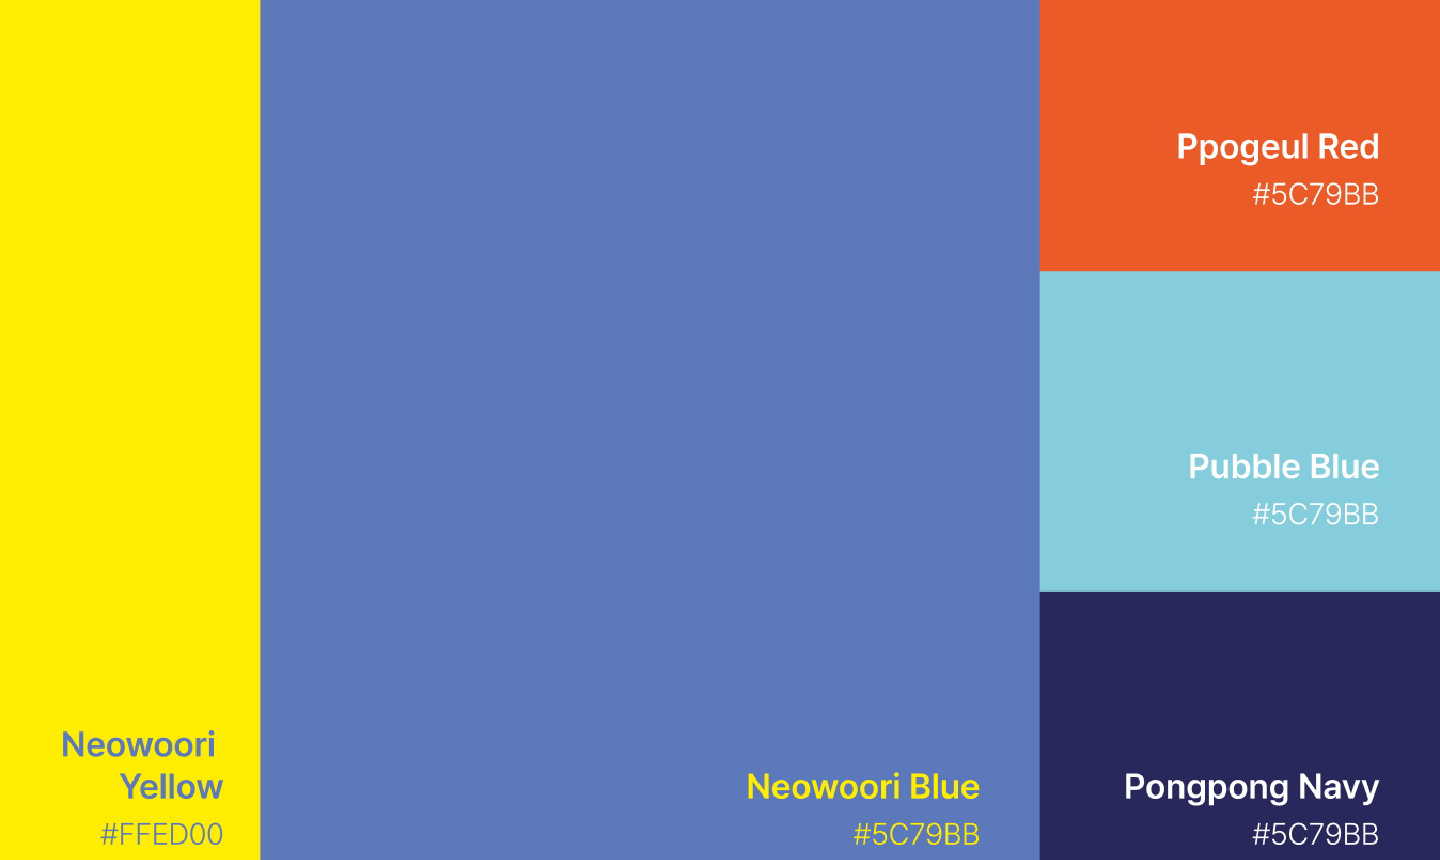 Neowoori
Yellow
#FFED00
Neowoori Blue
#5C79BB
Ppogeul Red
#5C79BB
Pubble Blue
#5C79BB
Pongpong Navy
#5C79BB